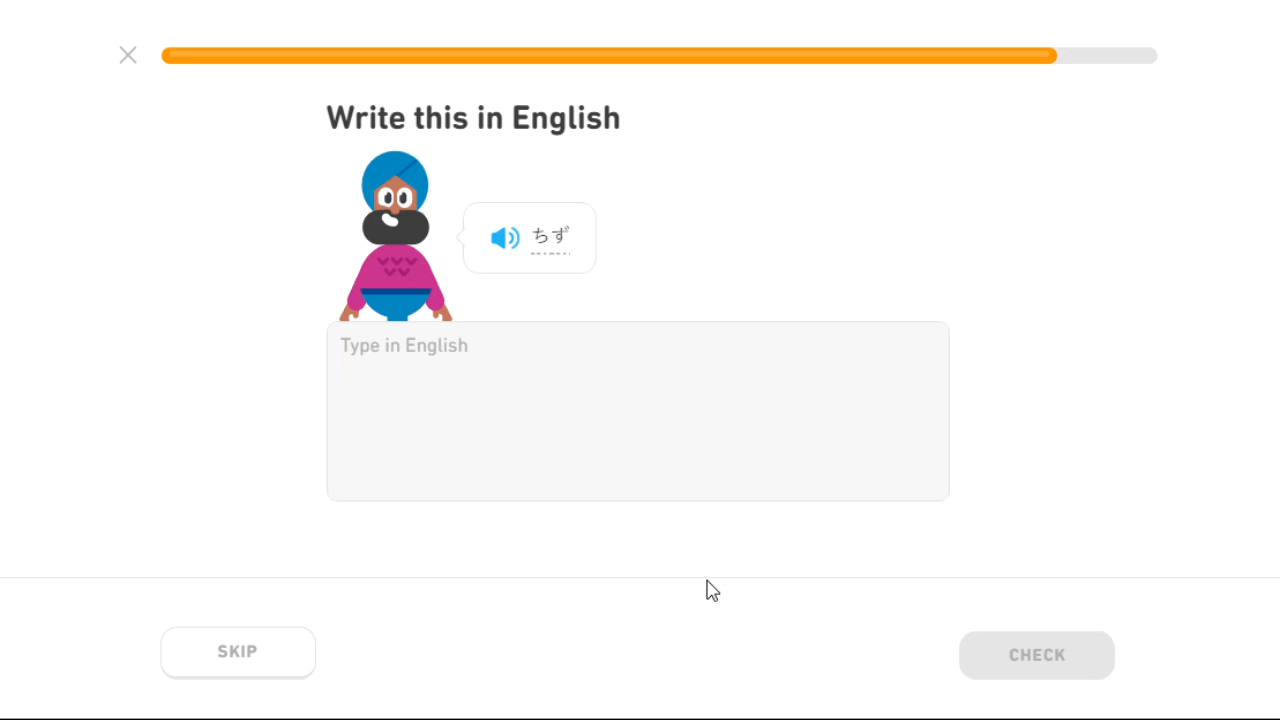 Write this in English
ちず
Type in English
SKIP
CHECK